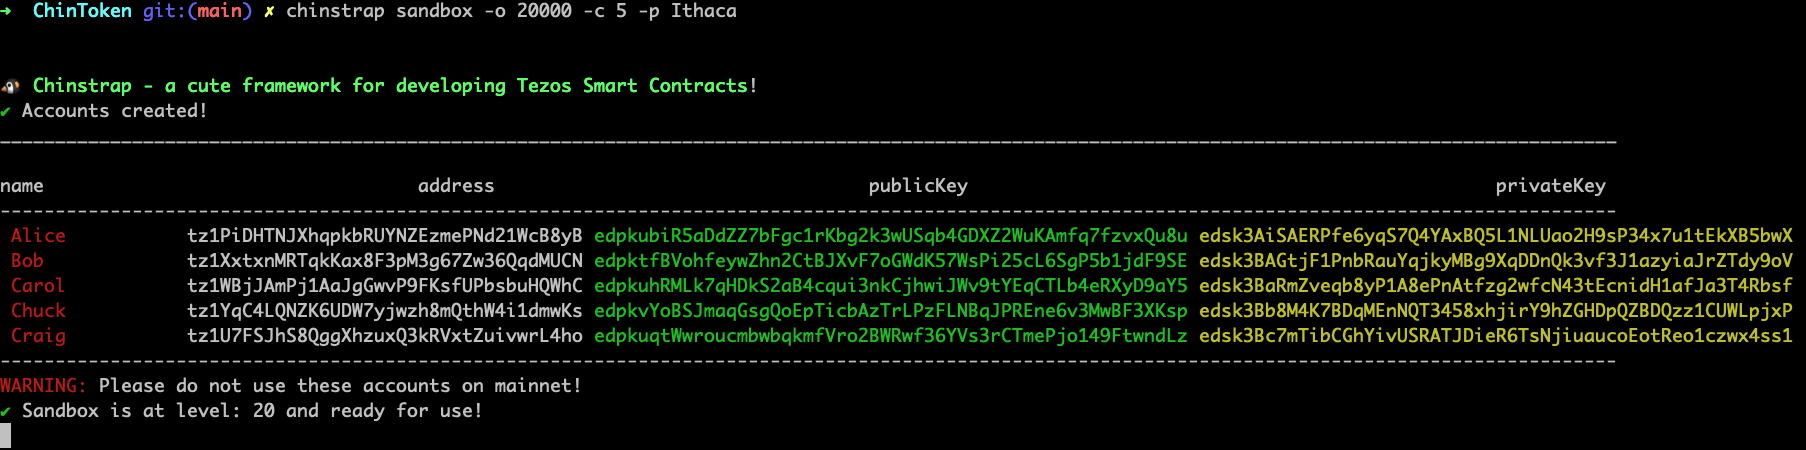 ➜ ChinToken git:(main) ✗ chinstrap sandbox -o 20000 -c 5 -p Ithaca
Chinstrap - a cute framework for developing Tezos Smart Contracts!
✔ Accounts created!
name address publicKey privateKey
Alice tz1PiDHTNJXhqpkbRUYNZEzmePNd21WcB8yB edpkubiR5aDdZZ7bFgc1rKbg2k3wUSqb4GDXZ2WuKAmfq7fzvxQu8u edsk3AiSAERPfe6yqS7Q4YAxBQ5L1NLUao2H9sP34x7u1tEkXB5bwX
Bob tz1XxtxnMRTqkKax8F3pM3g67Zw36QqdMUCN edpktfBVohfeywZhn2CtBJXvF7oGWdK57WsPi25cL6SgP5b1jdF9SE edsk3BAGtjF1PnbRauYqjkyMBg9XqDDnQk3vf3J1azyiaJrZTdy9oV
Carol tz1WBjJAmPj1AaJgGwvP9FKsfUPbsbuHQWhC edpkuhRMLk7qHDkS2aB4cqui3nkCjhwiJWv9tYEqCTLb4eRXyD9aY5 edsk3BaRmZveqb8yP1A8ePnAtfzg2wfcN43tEcnidH1afJa3T4Rbsf
Chuck tz1YqC4LQNZK6UDW7yjwzh8mQthW4i1dmwKs edpkvYoBSJmaqGsgQoEpTicbAzTrLPzFLNBqJPREne6v3MwBF3XKsp edsk3Bb8M4K7BDqMEnNQT3458xhjirY9hZGHDpQZBDQzz1CUWLpjxP
Craig tz1U7FSJhS8QggXhzuxQ3kRVxtZuivwrL4ho edpkuqtWwroucmbwbqkmfVro2BWRwf36YVs3rCTmePjo149FtwndLz edsk3Bc7mTibCGhYivUSRATJDieR6TsNjiuaucoEotReo1czwx4ss1
WARNING: Please do not use these accounts on mainnet!
✔ Sandbox is at level: 20 and ready for use!